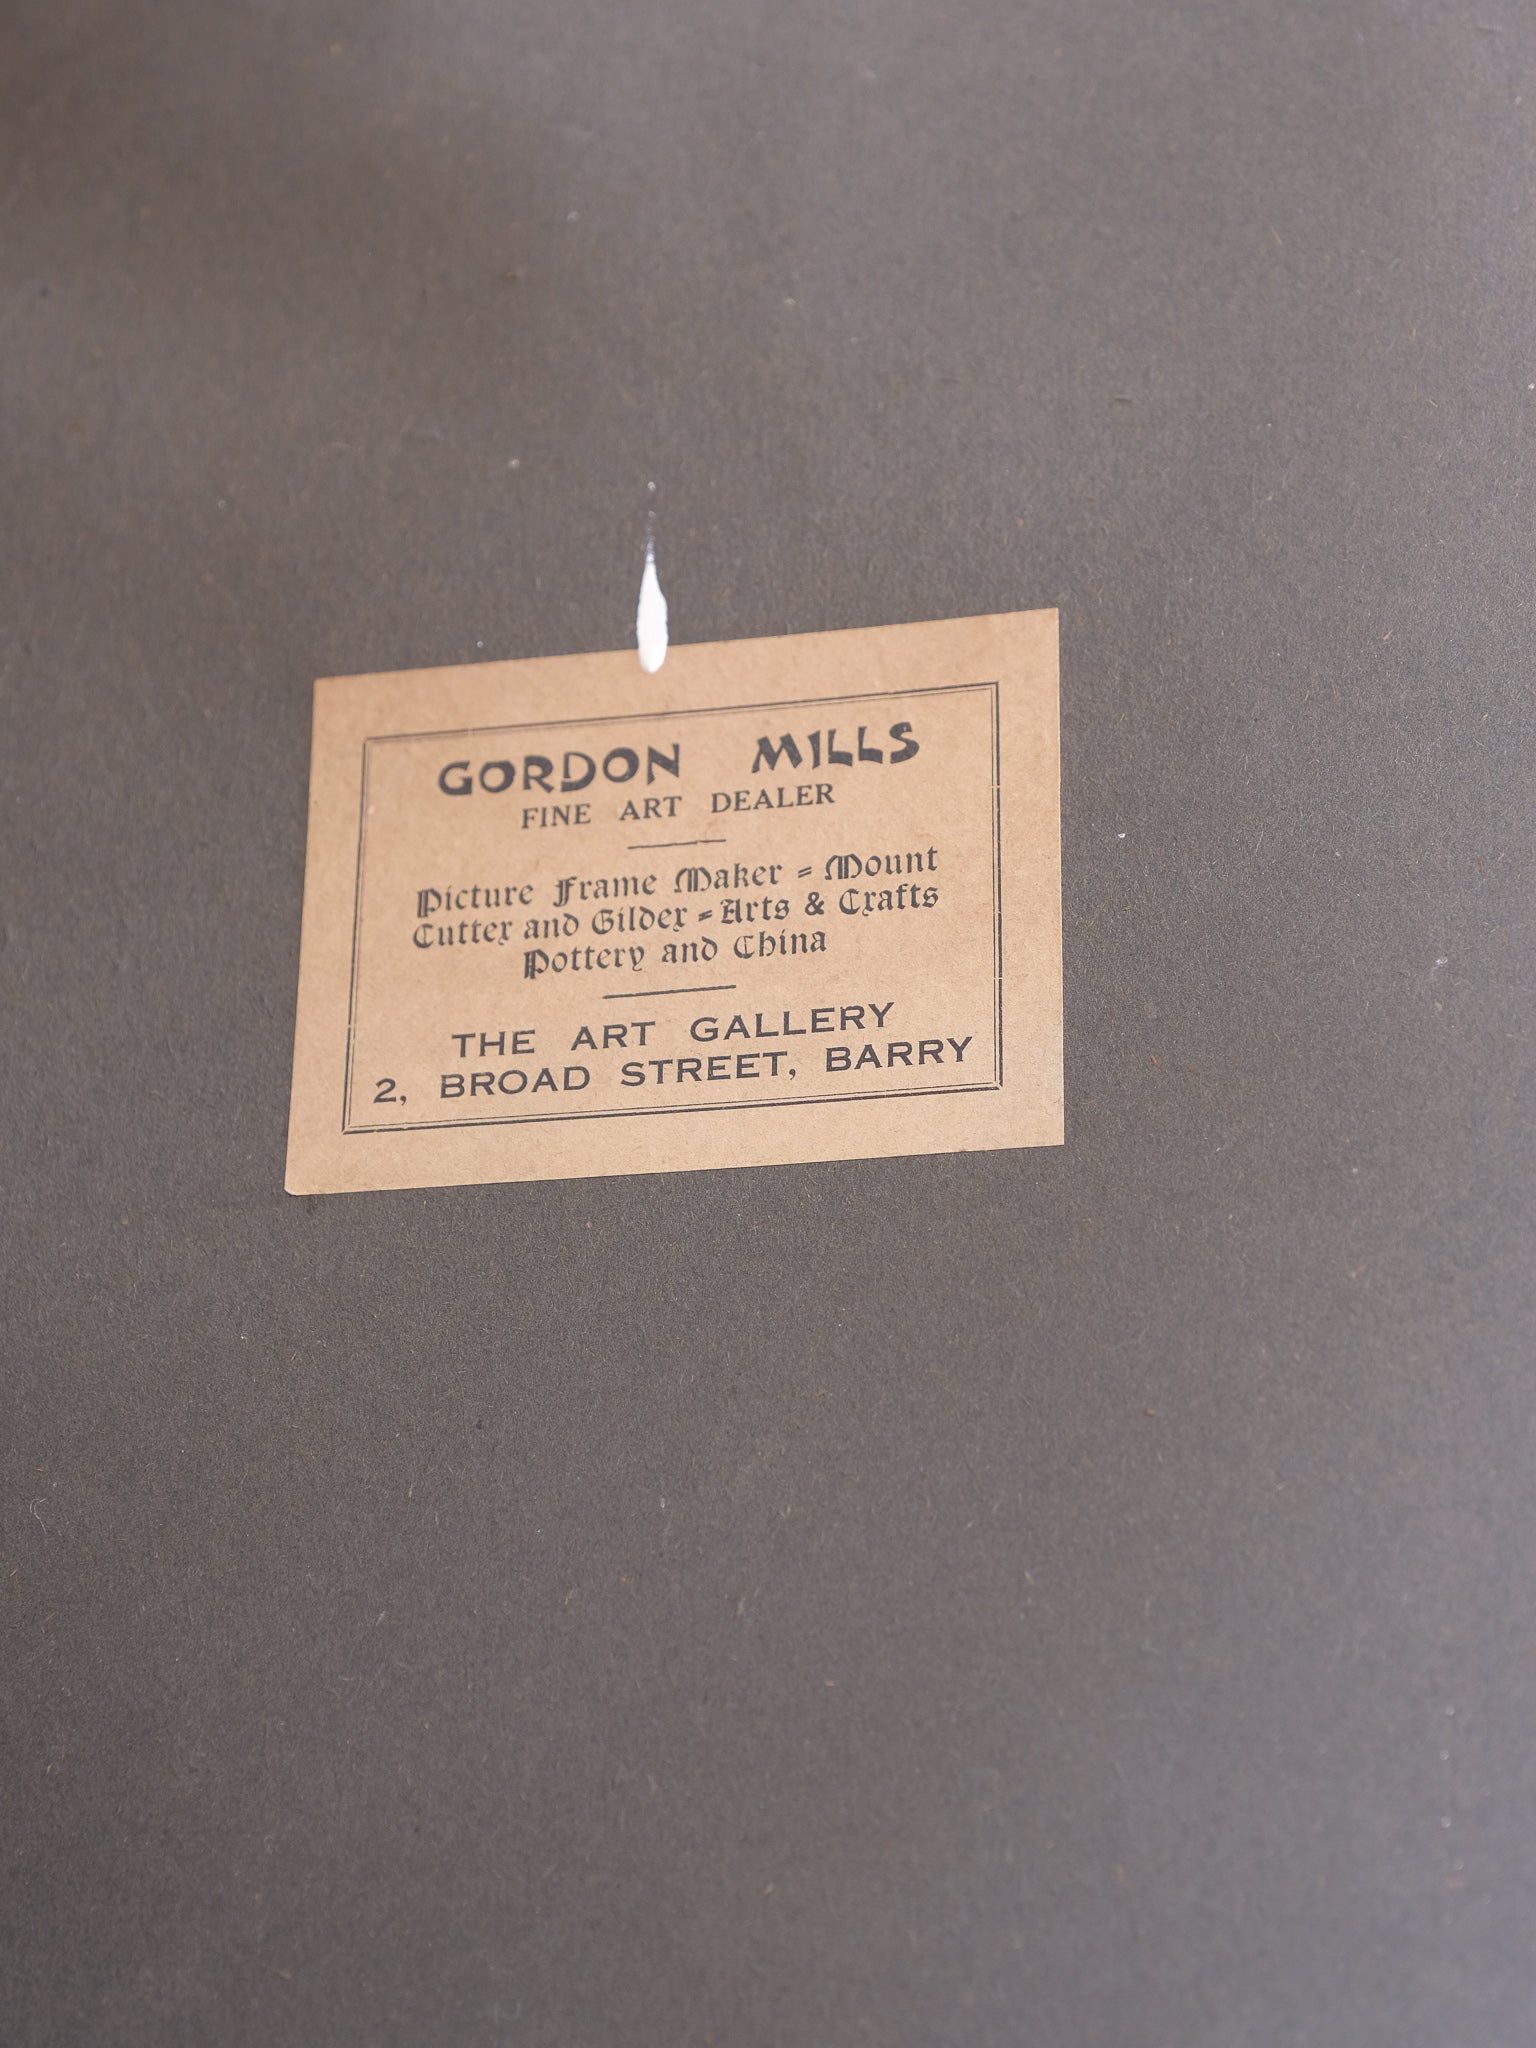 GORDON MILLS
FINE ART DEALER
Picture Frame Maker = Mount
Cutter and Gilder = Arts & Crafts
Pottery and China
THE ART GALLERY
2, BROAD STREET, BARRY